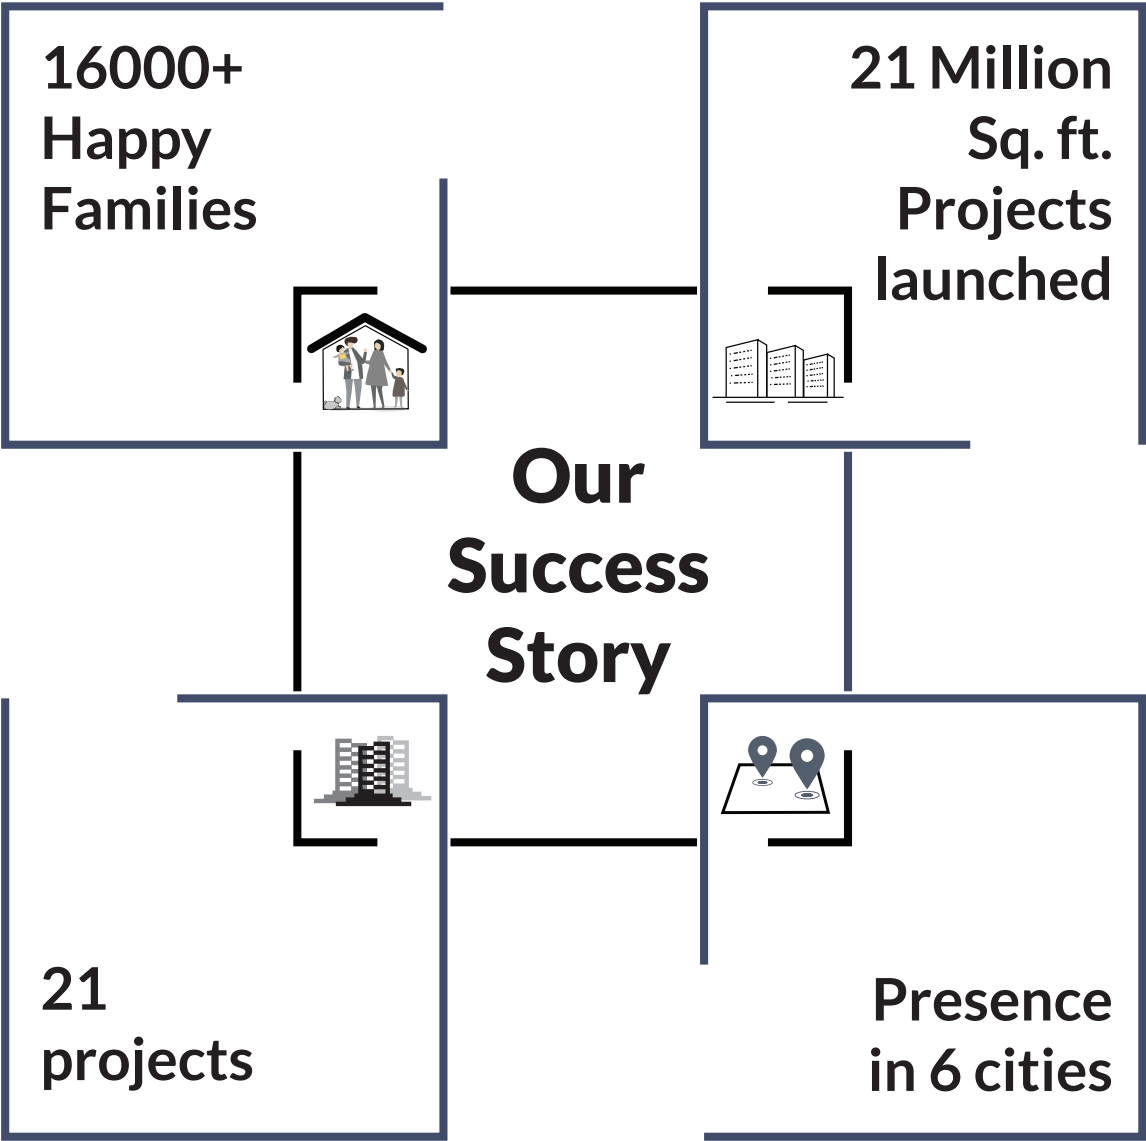 16000+
Happy
Families
21 Million
Sq. ft.
Projects
launched
Our
Success
Story
21
projects
Presence
in 6 cities